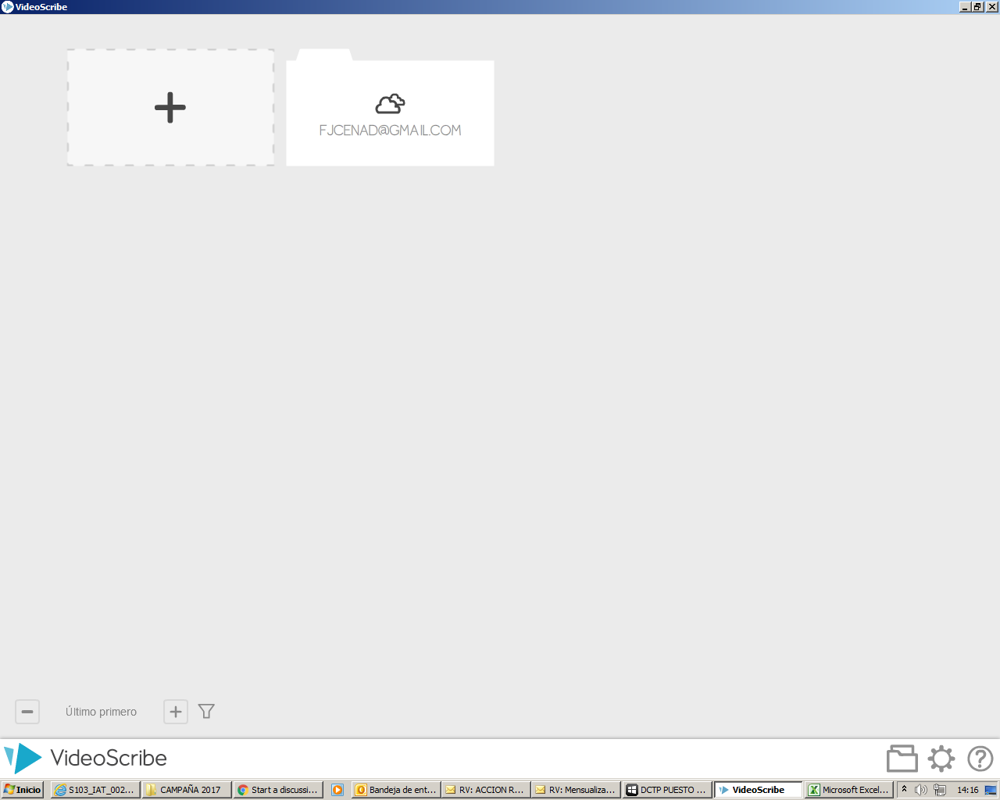 VideoScribe
FJCENAD@GMAIL.COM
Último primero
VideoScribe
Inicio
S103_IAT_002...
CAMPAÑA 2017
Start a discussi...
Bandeja de ent...
RV: ACCION R...
RV: Mensualiza...
DCTP PUESTO ...
VideoScribe
Microsoft Excel...
14:16